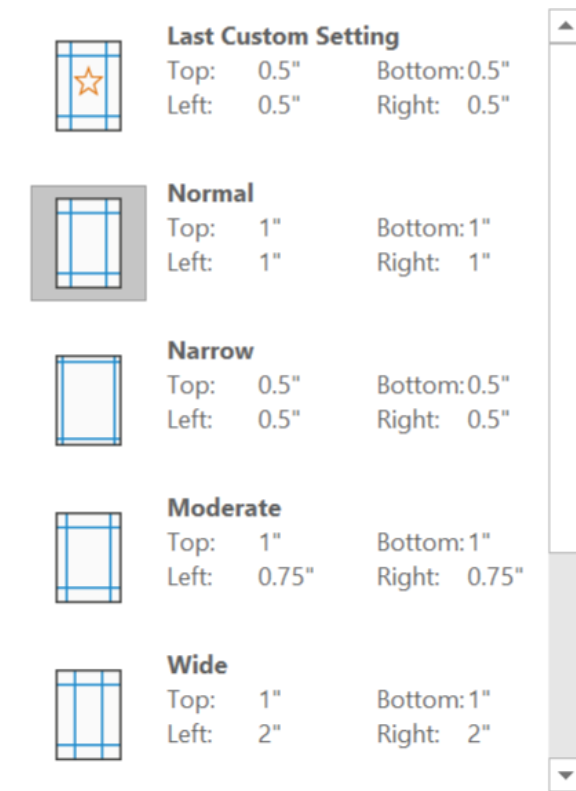 Last Custom Setting
Top: 0.5" Bottom: 0.5"
Left: 0.5" Right: 0.5"
Normal
Top: 1" Bottom: 1"
Left: 1" Right: 1"
Narrow
Top: 0.5" Bottom: 0.5"
Left: 0.5" Right: 0.5"
Moderate
Top: 1" Bottom: 1"
Left: 0.75" Right: 0.75"
Wide
Top: 1" Bottom: 1"
Left: 2" Right: 2"